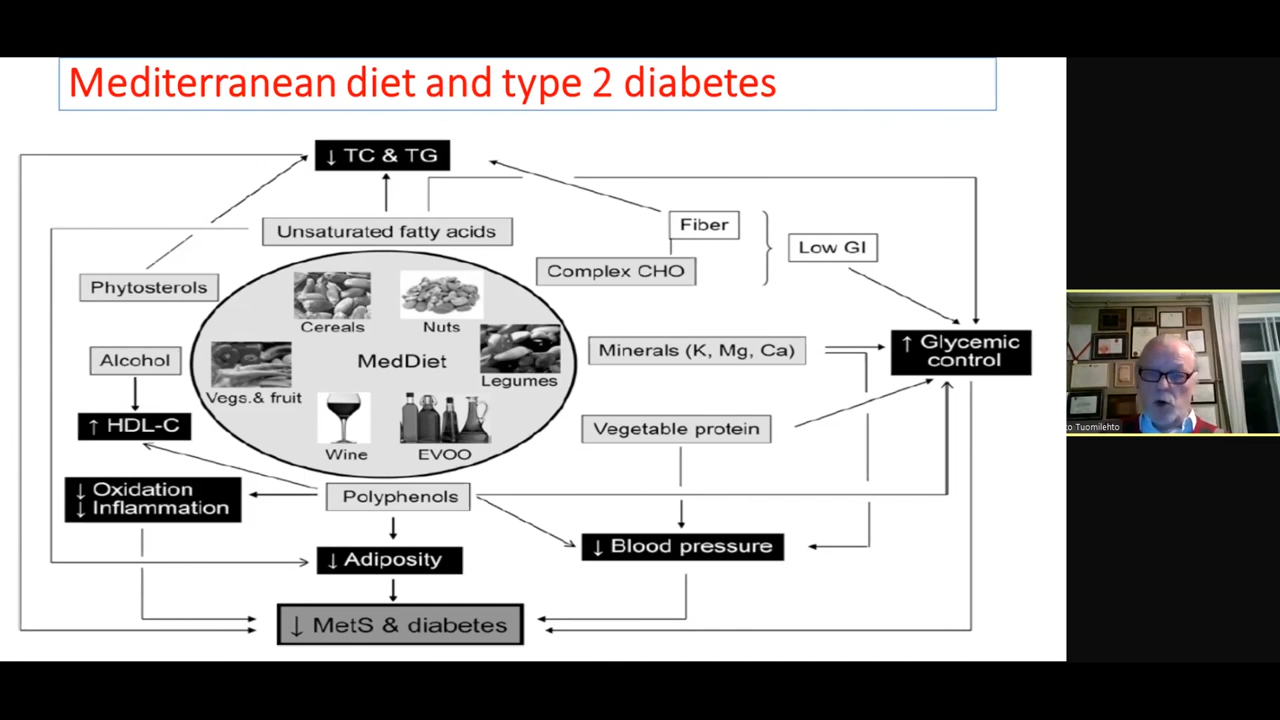 Mediterranean diet and type 2 diabetes
↓ TC & TG
Unsaturated fatty acids
Fiber
Low GI
Complex CHO
Phytosterols
Cereals
Nuts
Alcohol
MedDiet
Legumes
Minerals (K, Mg, Ca)
↑ Glycemic
control
Vegs.& fruit
↑ HDL-C
Wine
EVOO
Vegetable protein
↓ Oxidation
↓ Inflammation
Polyphenols
↓ Adiposity
↓ Blood pressure
↓ MetS & diabetes
Tuomilehto